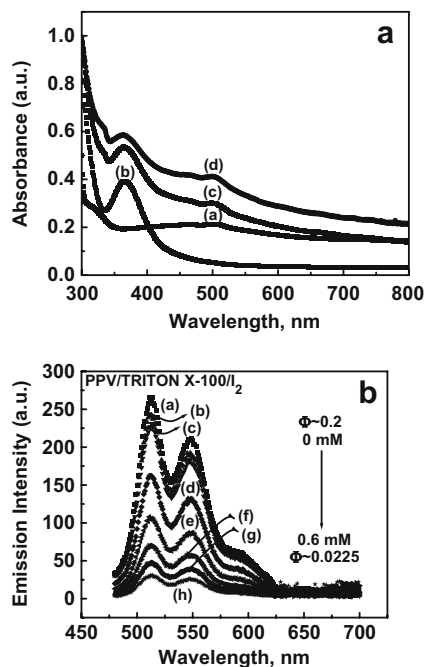 a
1.0
0.8
0.6
0.4
0.2
0.0
Absorbance (a.u.)
(b)
(d)
(c)
(a)
300 400 500 600 700 800
Wavelength, nm
b
PPV/TRITON X-100/I₂
300
250
200
150
100
50
0
Emission Intensity (a.u.)
(a)
(b)
(c)
(d)
(e)
(f)
(g)
(h)
Φ~0.2
0 mM
0.6 mM
Φ~0.0225
450 500 550 600 650 700 750
Wavelength, nm